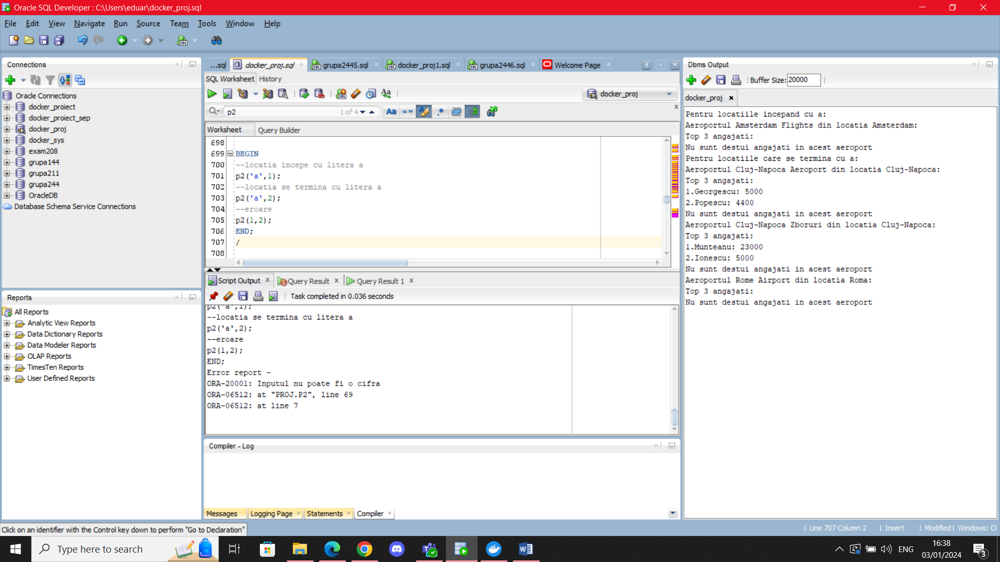 Oracle SQL Developer : C:\Users\eduar\docker_proj.sql
File Edit View Navigate Run Source Team Tools Window Help
Connections
Oracle Connections
docker_proiect
docker_proiect_sep
docker_proj
docker_sys
exam208
grupa144
grupa211
grupa244
OracleDB
Database Schema Service Connections
Reports
All Reports
Analytic View Reports
Data Dictionary Reports
Data Modeler Reports
OLAP Reports
TimesTen Reports
User Defined Reports
...sql docker_proj.sql grupa2445.sql docker_proj1.sql grupa2446.sql Welcome Page
SQL Worksheet History
docker_proj
p2 1 of 4 Aa
Worksheet Query Builder
698
699 BEGIN
700 --locatia incepe cu litera a
701 p2('a',1);
702 --locatia se termina cu litera a
703 p2('a',2);
704 --eroare
705 p2(1,2);
706 END;
707 /
708
Script Output Query Result Query Result 1
Task completed in 0.036 seconds
p2('a',1);
--locatia se termina cu litera a
p2('a',2);
--eroare
p2(1,2);
END;
Error report -
ORA-20001: Inputul nu poate fi o cifra
ORA-06512: at "PROJ.P2", line 69
ORA-06512: at line 7
Compiler - Log
Messages Logging Page Statements Compiler
Dbms Output
Buffer Size: 20000
docker_proj
Pentru locatiile incepand cu a:
Aeroportul Amsterdam Flights din locatia Amsterdam:
Top 3 angajati:
Nu sunt destui angajati in acest aeroport
Pentru locatiile care se termina cu a:
Aeroportul Cluj-Napoca Aeroport din locatia Cluj-Napoca:
Top 3 angajati:
1.Georgescu: 5000
2.Popescu: 4400
Nu sunt destui angajati in acest aeroport
Aeroportul Cluj-Napoca Zboruri din locatia Cluj-Napoca:
Top 3 angajati:
1.Munteanu: 23000
2.Ionescu: 5000
Nu sunt destui angajati in acest aeroport
Aeroportul Rome Airport din locatia Roma:
Top 3 angajati:
Nu sunt destui angajati in acest aeroport
Click on an identifier with the Control key down to perform "Go to Declaration"
Line 707 Column 2 | Insert | Modified | Windows: CF
Type here to search
ENG
16:38
03/01/2024
3